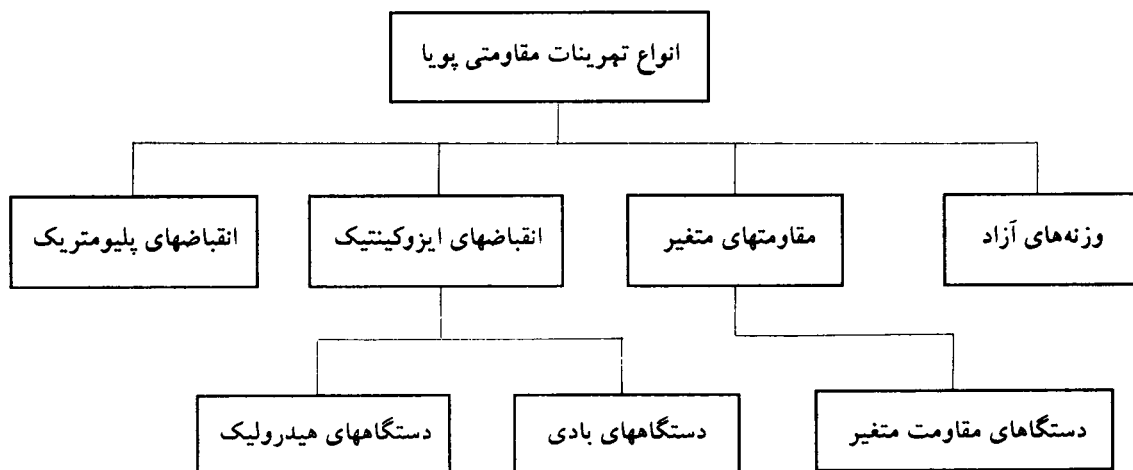 انواع تمرینات مقاومتی پویا
وزنه‌های آزاد
مقاومتهای متغیر
انقباضهای ایزوکینتیک
انقباضهای پلیومتریک
دستگاهای مقاومت متغیر
دستگاههای بادی
دستگاههای هیدرولیک